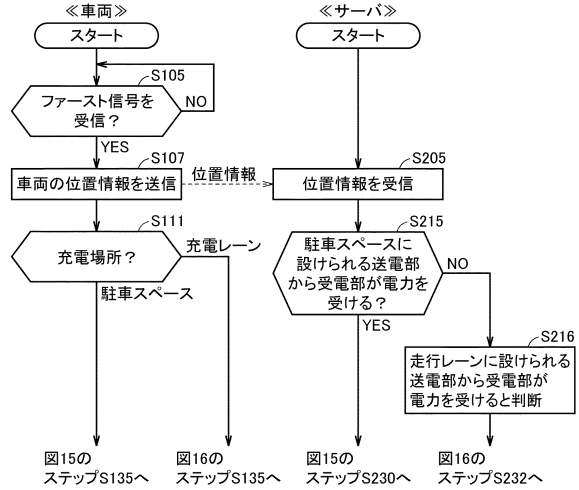 ≪車両≫
スタート
S105
ファースト信号を
受信？
NO
YES
S107
車両の位置情報を送信
位置情報
S111
充電場所？
充電レーン
駐車スペース
図15の
ステップS135へ
図16の
ステップS135へ
≪サーバ≫
スタート
S205
位置情報を受信
S215
駐車スペースに
設けられる送電部
から受電部が電力を
受ける？
NO
YES
S216
走行レーンに設けられる
送電部から受電部が
電力を受けると判断
図15の
ステップS230へ
図16の
ステップS232へ